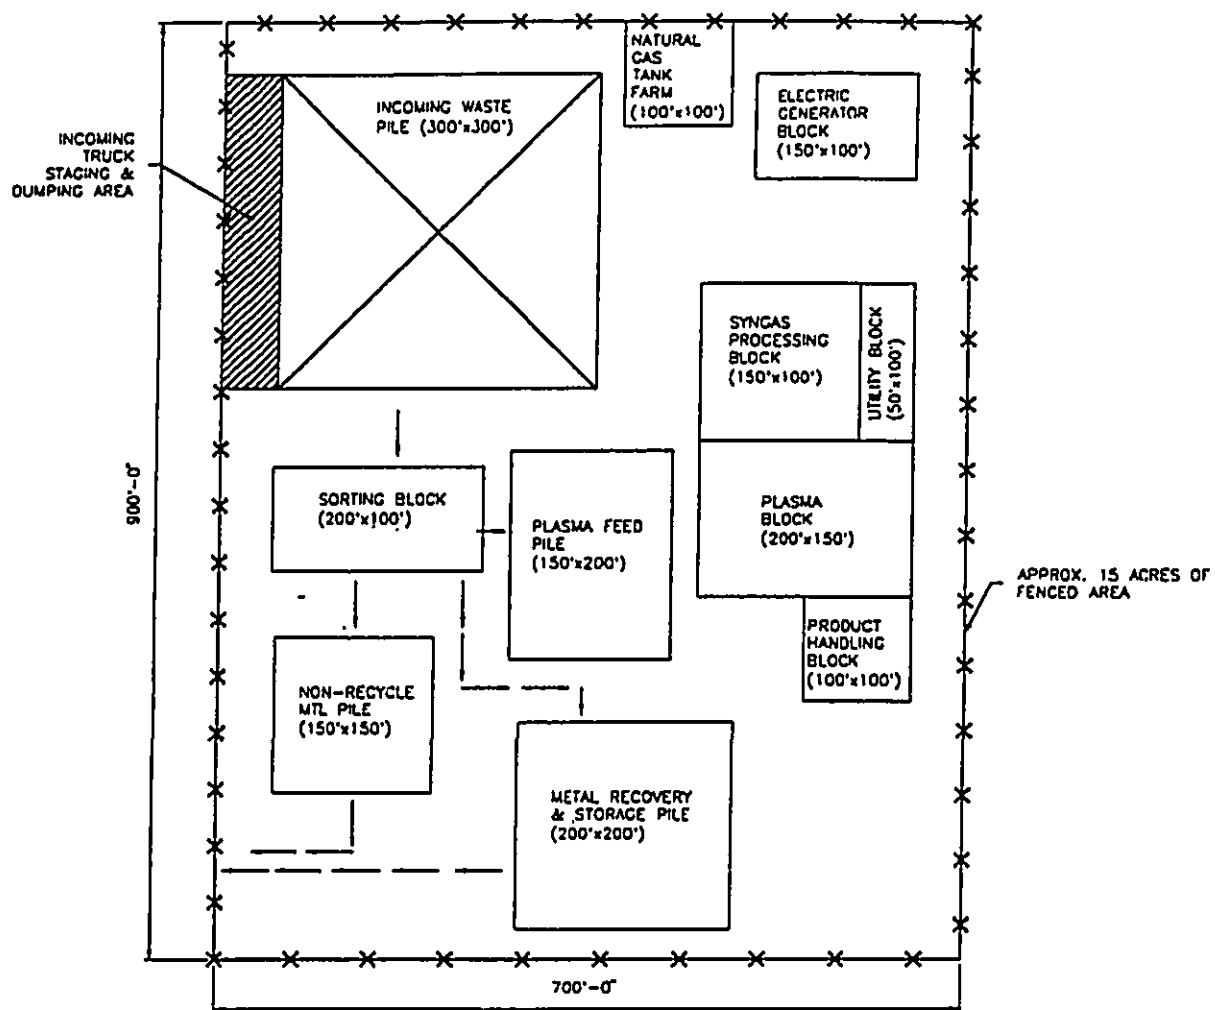 NATURAL
GAS
TANK
FARM
(100'x100')
INCOMING WASTE
PILE (300'x300')
ELECTRIC
GENERATOR
BLOCK
(150'x100')
INCOMING
TRUCK
STAGING &
DUMPING AREA
SYNGAS
PROCESSING
BLOCK
(150'x100')
UTILITY BLOCK
(50'x100')
900'-0"
SORTING BLOCK
(200'x100')
PLASMA FEED
PILE
(150'x200')
PLASMA
BLOCK
(200'x150')
APPROX. 15 ACRES OF
FENCED AREA
PRODUCT
HANDLING
BLOCK
(100'x100')
NON-RECYCLE
MTL PILE
(150'x150')
METAL RECOVERY
& STORAGE PILE
(200'x200')
700'-0"